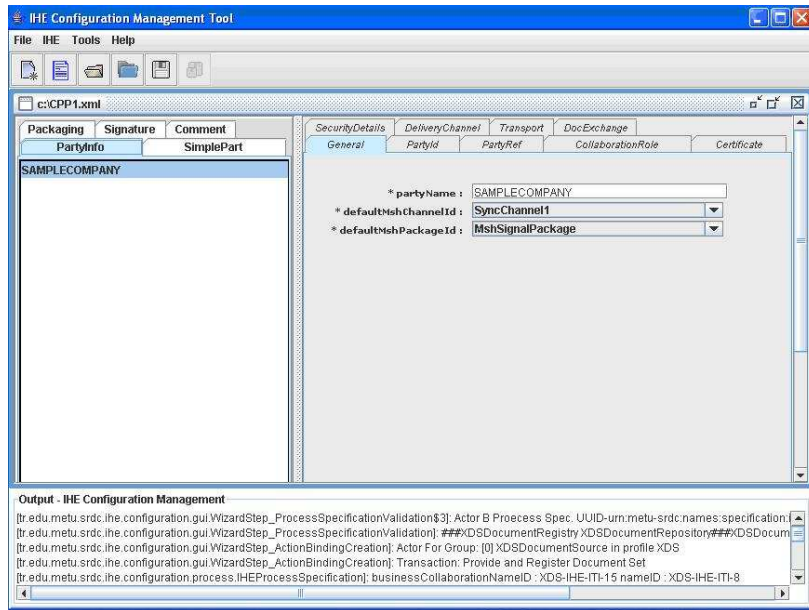 IHE Configuration Management Tool
File IHE Tools Help
c:\CPP1.xml
Packaging Signature Comment
PartyInfo SimplePart
SAMPLECOMPANY
SecurityDetails DeliveryChannel Transport DocExchange
General PartyId PartyRef CollaborationRole Certificate
* partyName : SAMPLECOMPANY
* defaultMshChannelId : SyncChannel1
* defaultMshPackageId : MshSignalPackage
Output - IHE Configuration Management
[tr.edu.metu.srdc.ihe.configuration.gui.WizardStep_ProcessSpecificationValidation$3]: Actor B Proecess Spec. UUID-urn:metu-srdc:names:specification:
[tr.edu.metu.srdc.ihe.configuration.gui.WizardStep_ProcessSpecificationValidation]: ###XDSDocumentRegistry XDSDocumentRepository###XDSDocum
[tr.edu.metu.srdc.ihe.configuration.gui.WizardStep_ActionBindingCreation]: Actor For Group: [0] XDSDocumentSource in profile XDS
[tr.edu.metu.srdc.ihe.configuration.gui.WizardStep_ActionBindingCreation]: Transaction: Provide and Register Document Set
[tr.edu.metu.srdc.ihe.configuration.process.IHEProcessSpecification]: businessCollaborationNameID : XDS-IHE-ITI-15 nameID : XDS-IHE-ITI-8